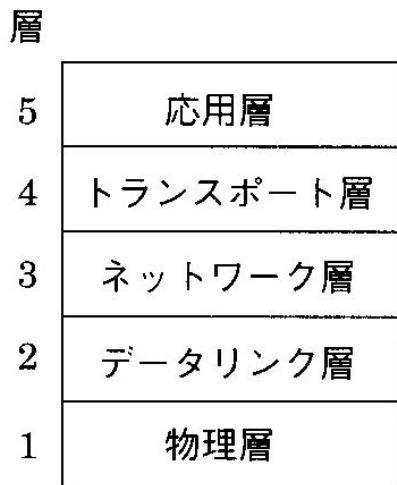 層
5 応用層
4 トランスポート層
3 ネットワーク層
2 データリンク層
1 物理層